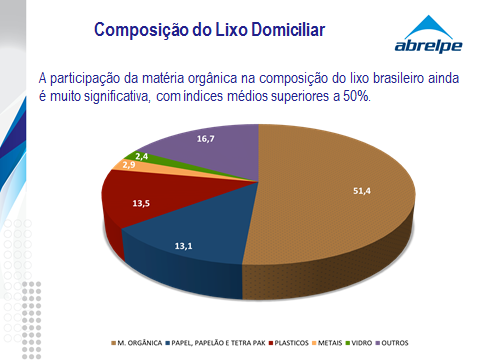 Composição do Lixo Domiciliar
abrelpe
A participação da matéria orgânica na composição do lixo brasileiro ainda
é muito significativa, com indices médios superiores a 50%.
16,7
2,4
2,9
51,4
13,5
13,1
M. ORGÂNICA PAPEL, PAPELÃO E TETRA PAK PLASTICOS METAIS VIDRO OUTROS